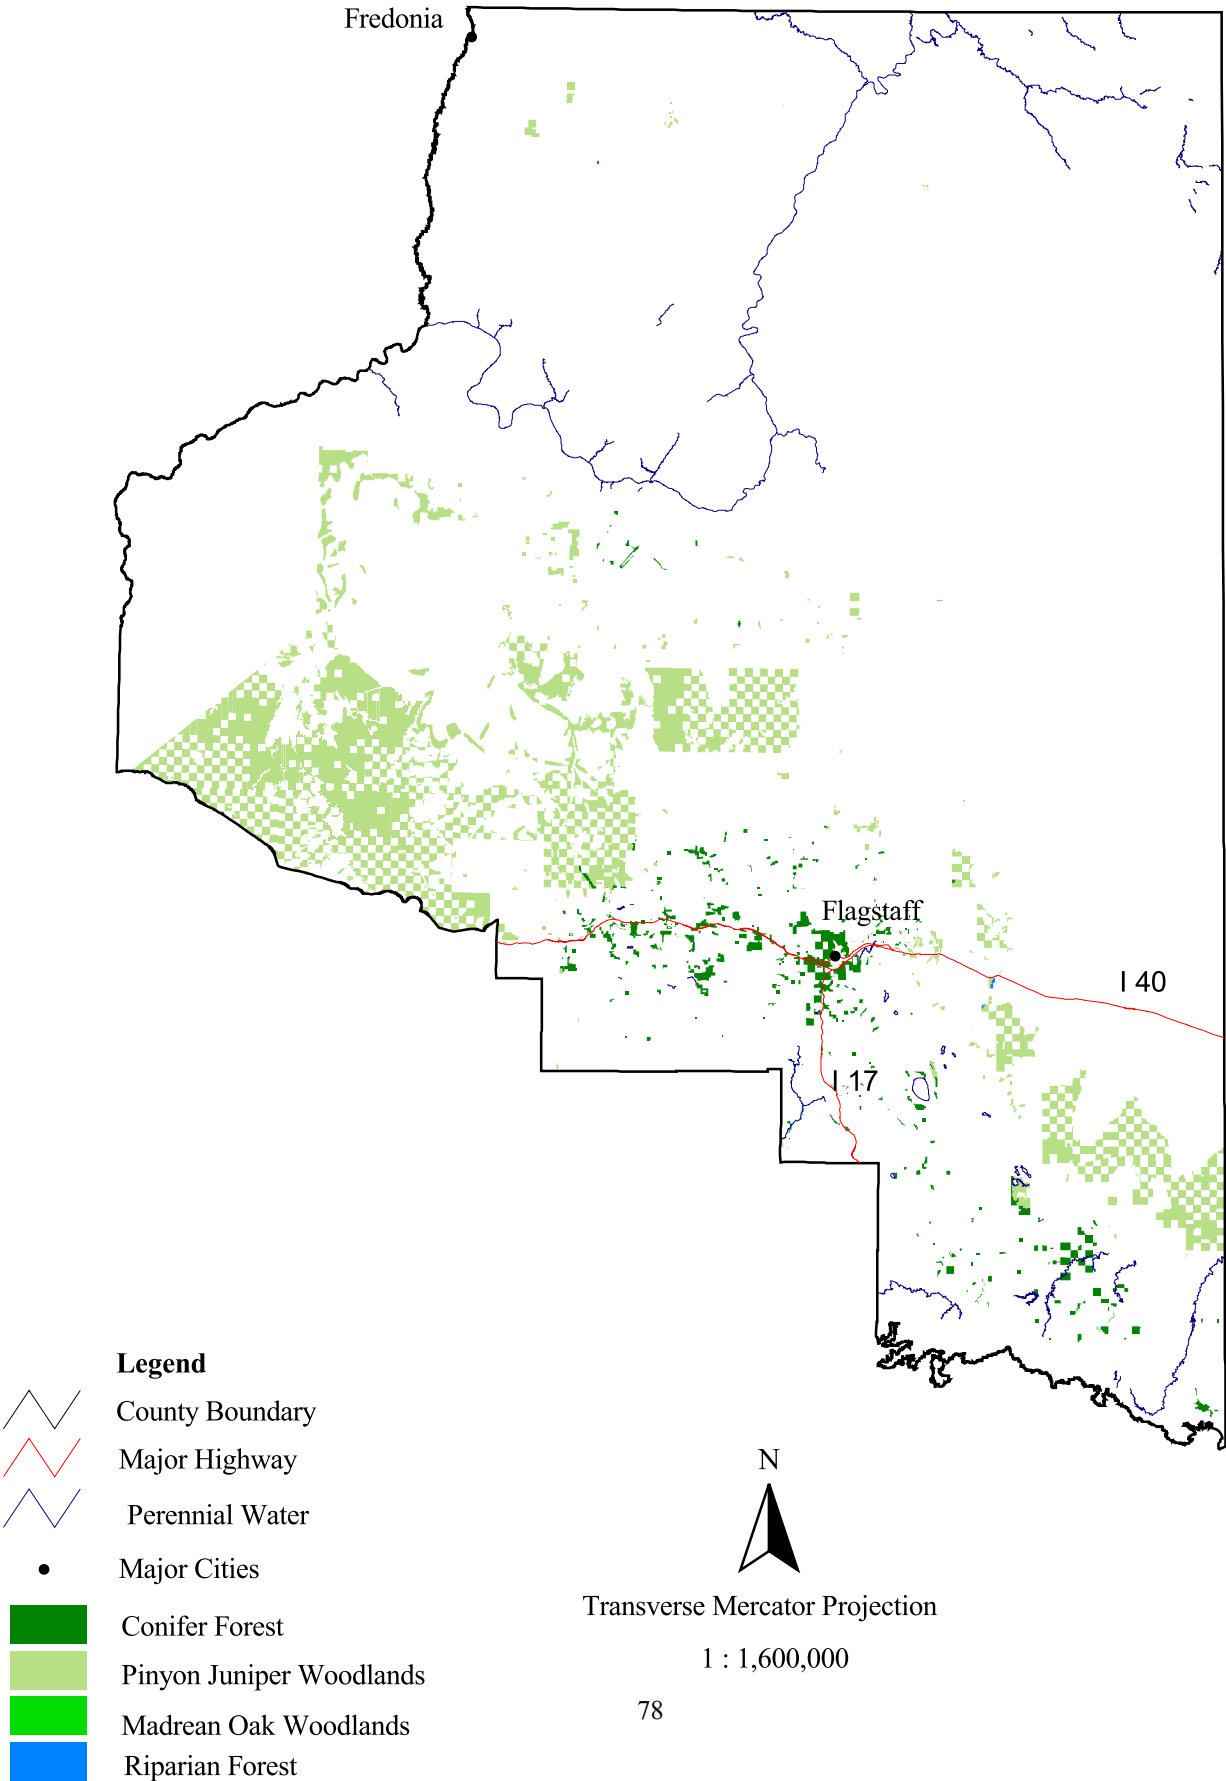 Fredonia
Flagstaff
I 40
I 17
Legend
County Boundary
Major Highway
Perennial Water
Major Cities
Conifer Forest
Pinyon Juniper Woodlands
Madrean Oak Woodlands
Riparian Forest
N
Transverse Mercator Projection
1 : 1,600,000
78